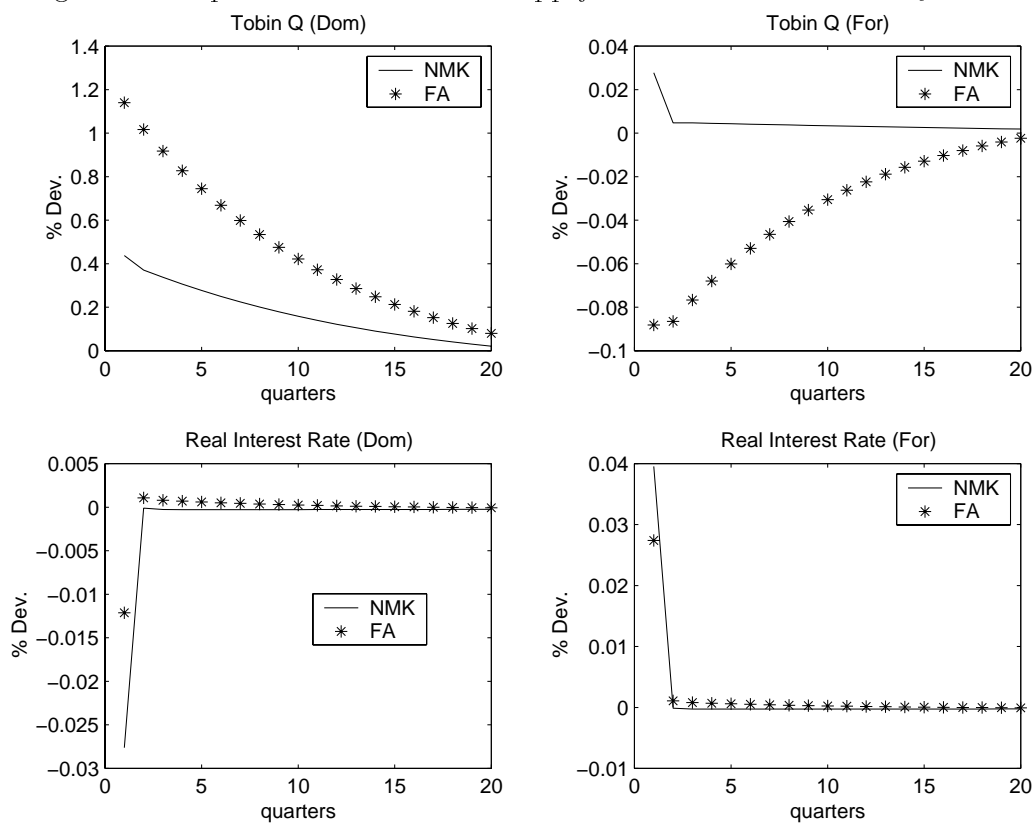 Tobin Q (Dom)
1.4
1.2
1
0.8
0.6
0.4
0.2
0
% Dev.
NMK
FA
0
5
10
15
20
quarters
Tobin Q (For)
0.04
0.02
0
−0.02
−0.04
−0.06
−0.08
−0.1
% Dev.
NMK
FA
0
5
10
15
20
quarters
Real Interest Rate (Dom)
0.005
0
−0.005
−0.01
−0.015
−0.02
−0.025
−0.03
% Dev.
NMK
FA
0
5
10
15
20
quarters
Real Interest Rate (For)
0.04
0.03
0.02
0.01
0
−0.01
% Dev.
NMK
FA
0
5
10
15
20
quarters